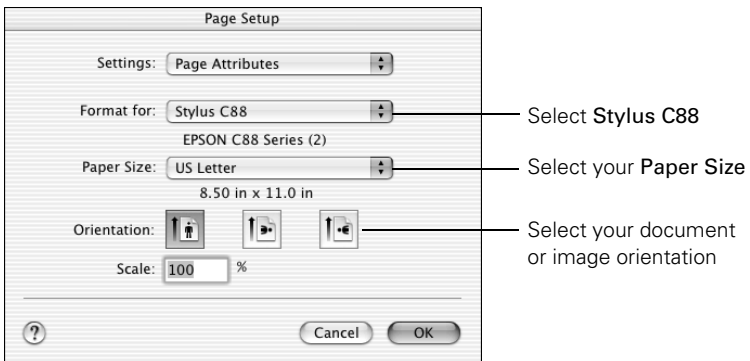 Page Setup
Settings: Page Attributes
Format for: Stylus C88
Select Stylus C88
EPSON C88 Series (2)
Paper Size: US Letter
Select your Paper Size
8.50 in x 11.0 in
Orientation:
Select your document
or image orientation
Scale: 100 %
?
Cancel
OK